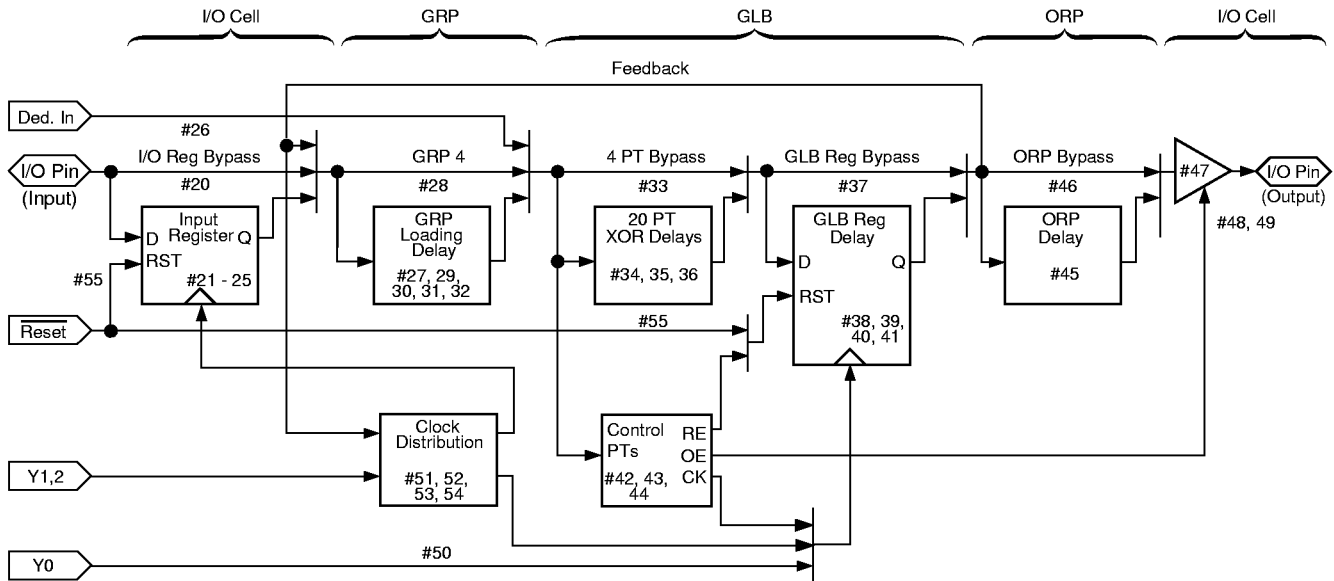 I/O Cell
GRP
GLB
ORP
I/O Cell
Feedback
Ded. In
#26
I/O Pin
(Input)
I/O Reg Bypass
#20
GRP 4
#28
4 PT Bypass
#33
GLB Reg Bypass
#37
ORP Bypass
#46
#47
I/O Pin
(Output)
#48, 49
Input
Register
D
Q
RST
#21 - 25
#55
GRP
Loading
Delay
#27, 29,
30, 31, 32
20 PT
XOR Delays
#34, 35, 36
GLB Reg
Delay
D
Q
RST
#38, 39,
40, 41
ORP
Delay
#45
Reset
#55
Clock
Distribution
#51, 52,
53, 54
Control
PTs
RE
OE
CK
#42, 43,
44
Y1,2
Y0
#50